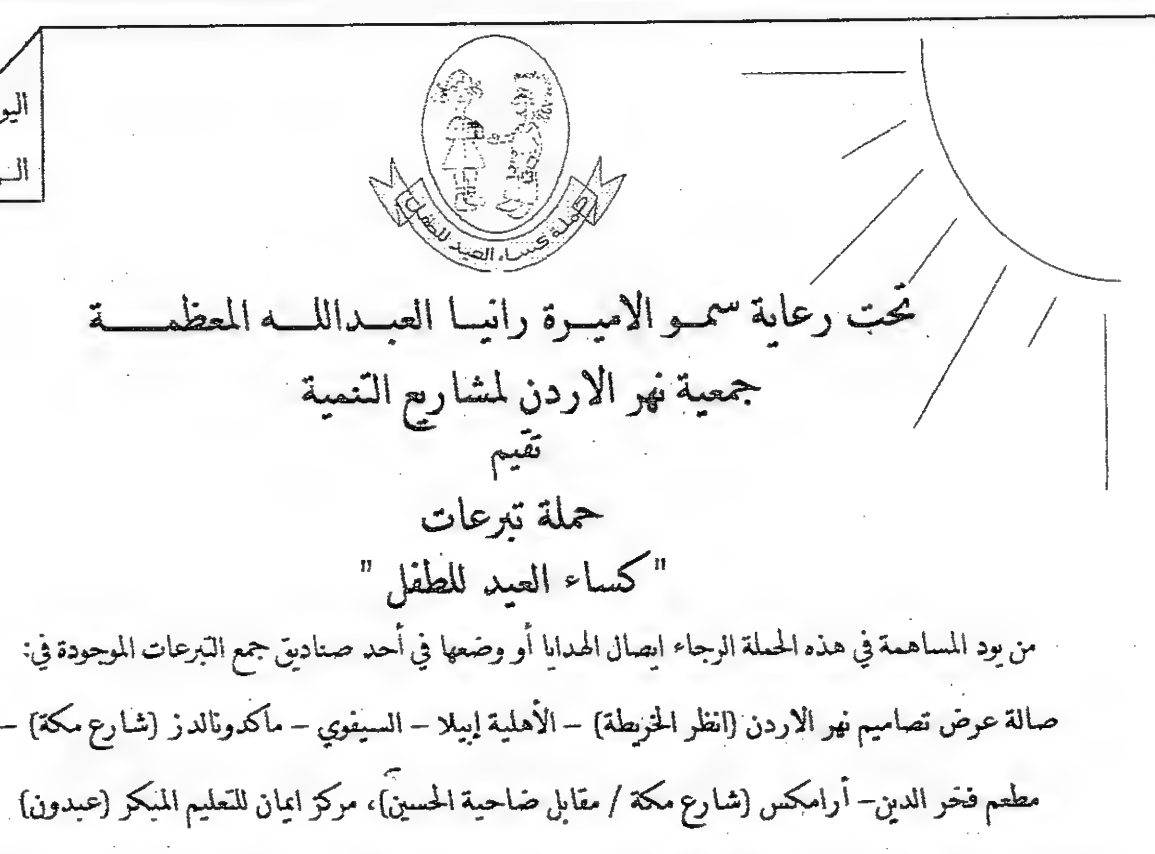 حملة كساء العيد للطفل
تحت رعاية سمو الاميرة رانيا العبدالله المعظمة
جمعية نهر الاردن لمشاريع التنمية
تقيم
حملة تبرعات
"كساء العيد للطفل"
من يود المساهمة في هذه الحملة الرجاء ايصال الهدايا أو وضعها في أحد صناديق جمع التبرعات الموجودة في:
صالة عرض تصاميم نهر الاردن (انظر الخريطة) – الأهلية إبيلا – السيفوي – ماكدونالدز (شارع مكة) –
مطعم فخر الدين– أرامكس (شارع مكة / مقابل ضاحية الحسين)، مركز ايمان للتعليم المبكر (عبدون)